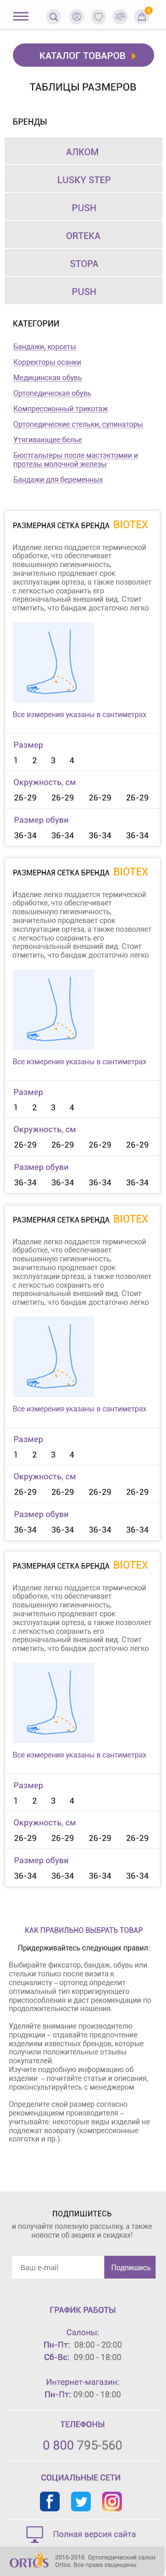 5
КАТАЛОГ ТОВАРОВ
ТАБЛИЦЫ РАЗМЕРОВ
БРЕНДЫ
АЛКОМ
LUSKY STEP
PUSH
ORTEKA
STOPA
PUSH
КАТЕГОРИИ
Бандажи, корсеты
Корректоры осанки
Медицинская обувь
Ортопедическая обувь
Компрессионный трикотаж
Ортопедические стельки, супинаторы
Утягивающее белье
Бюстгальтеры после мастэктомии и
протезы молочной железы
Бандажи для беременных
РАЗМЕРНАЯ СЕТКА БРЕНДА BIOTEX
Изделие легко поддается термической
обработке, что обеспечивает
повышенную гигиеничность,
значительно продлевает срок
эксплуатации ортеза, а также позволяет
с легкостью сохранить его
первоначальный внешний вид. Стоит
отметить, что бандаж достаточно легко
Все измерения указаны в сантиметрах
Размер
1 2 3 4
Окружность, см
26-29 26-29 26-29 26-29
Размер обуви
36-34 36-34 36-34 36-34
РАЗМЕРНАЯ СЕТКА БРЕНДА BIOTEX
Изделие легко поддается термической
обработке, что обеспечивает
повышенную гигиеничность,
значительно продлевает срок
эксплуатации ортеза, а также позволяет
с легкостью сохранить его
первоначальный внешний вид. Стоит
отметить, что бандаж достаточно легко
Все измерения указаны в сантиметрах
Размер
1 2 3 4
Окружность, см
26-29 26-29 26-29 26-29
Размер обуви
36-34 36-34 36-34 36-34
РАЗМЕРНАЯ СЕТКА БРЕНДА BIOTEX
Изделие легко поддается термической
обработке, что обеспечивает
повышенную гигиеничность,
значительно продлевает срок
эксплуатации ортеза, а также позволяет
с легкостью сохранить его
первоначальный внешний вид. Стоит
отметить, что бандаж достаточно легко
Все измерения указаны в сантиметрах
Размер
1 2 3 4
Окружность, см
26-29 26-29 26-29 26-29
Размер обуви
36-34 36-34 36-34 36-34
РАЗМЕРНАЯ СЕТКА БРЕНДА BIOTEX
Изделие легко поддается термической
обработке, что обеспечивает
повышенную гигиеничность,
значительно продлевает срок
эксплуатации ортеза, а также позволяет
с легкостью сохранить его
первоначальный внешний вид. Стоит
отметить, что бандаж достаточно легко
Все измерения указаны в сантиметрах
Размер
1 2 3 4
Окружность, см
26-29 26-29 26-29 26-29
Размер обуви
36-34 36-34 36-34 36-34
КАК ПРАВИЛЬНО ВЫБРАТЬ ТОВАР
Придерживайтесь следующих правил:
Выбирайте фиксатор, бандаж, обувь или
стельки только после визита к
специалисту – ортопед определит
оптимальный тип корригирующего
приспособления и даст рекомендации по
продолжительности ношения.
Уделяйте внимание производителю
продукции – отдавайте предпочтение
изделиям известных брендов, которые
получили положительные отзывы
покупателей.
Изучите подробную информацию об
изделии – почитайте статьи и описания,
проконсультируйтесь с менеджером.
Определите свой размер согласно
рекомендациям производителя –
учитывайте: некоторые виды изделий не
подлежат возврату (компрессионные
колготки и пр.).
ПОДПИШИТЕСЬ
и получайте полезную рассылку, а также
новости об акциях и скидках!
Ваш e-mail
Подпишись
ГРАФИК РАБОТЫ
Салоны:
Пн-Пт: 08:00 - 20:00
Сб-Вс: 09:00 - 18:00
Интернет-магазин:
Пн-Пт: 09:00 - 18:00
ТЕЛЕФОНЫ
0 800 795-560
СОЦИАЛЬНЫЕ СЕТИ
Полная версия сайта
ORTOS
2016-2018 Ортопедический салон
Ortos. Все права защищены